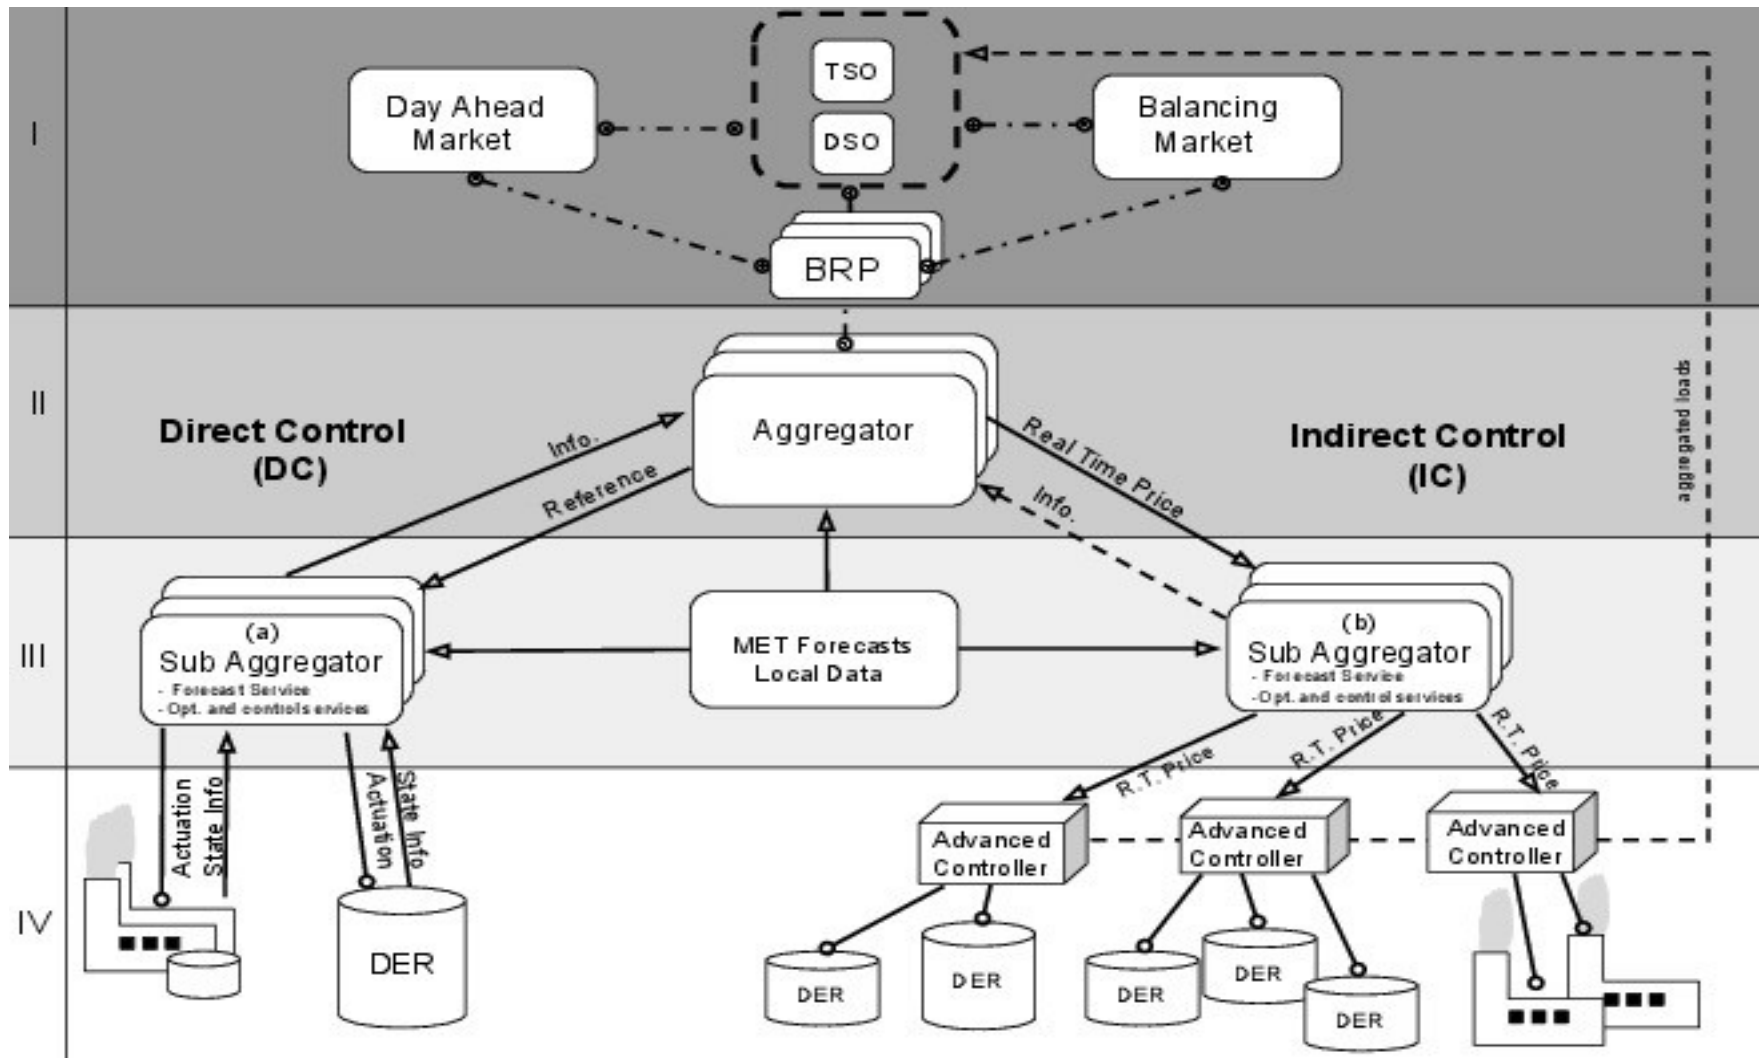 I
Day Ahead
Market
TSO
DSO
Balancing
Market
BRP
II
Direct Control
(DC)
Info.
Reference
Aggregator
Real Time Price
Info.
Indirect Control
(IC)
aggregated loads
III
(a)
Sub Aggregator
- Forecast Service
- Opt. and control services
MET Forecasts
Local Data
(b)
Sub Aggregator
- Forecast Service
-Opt. and control services
R.T. Price
R.T. Price
R.T. Price
Actuation
State Info
Actuation
State Info
IV
DER
Advanced
Controller
Advanced
Controller
Advanced
Controller
DER
DER
DER
DER
DER